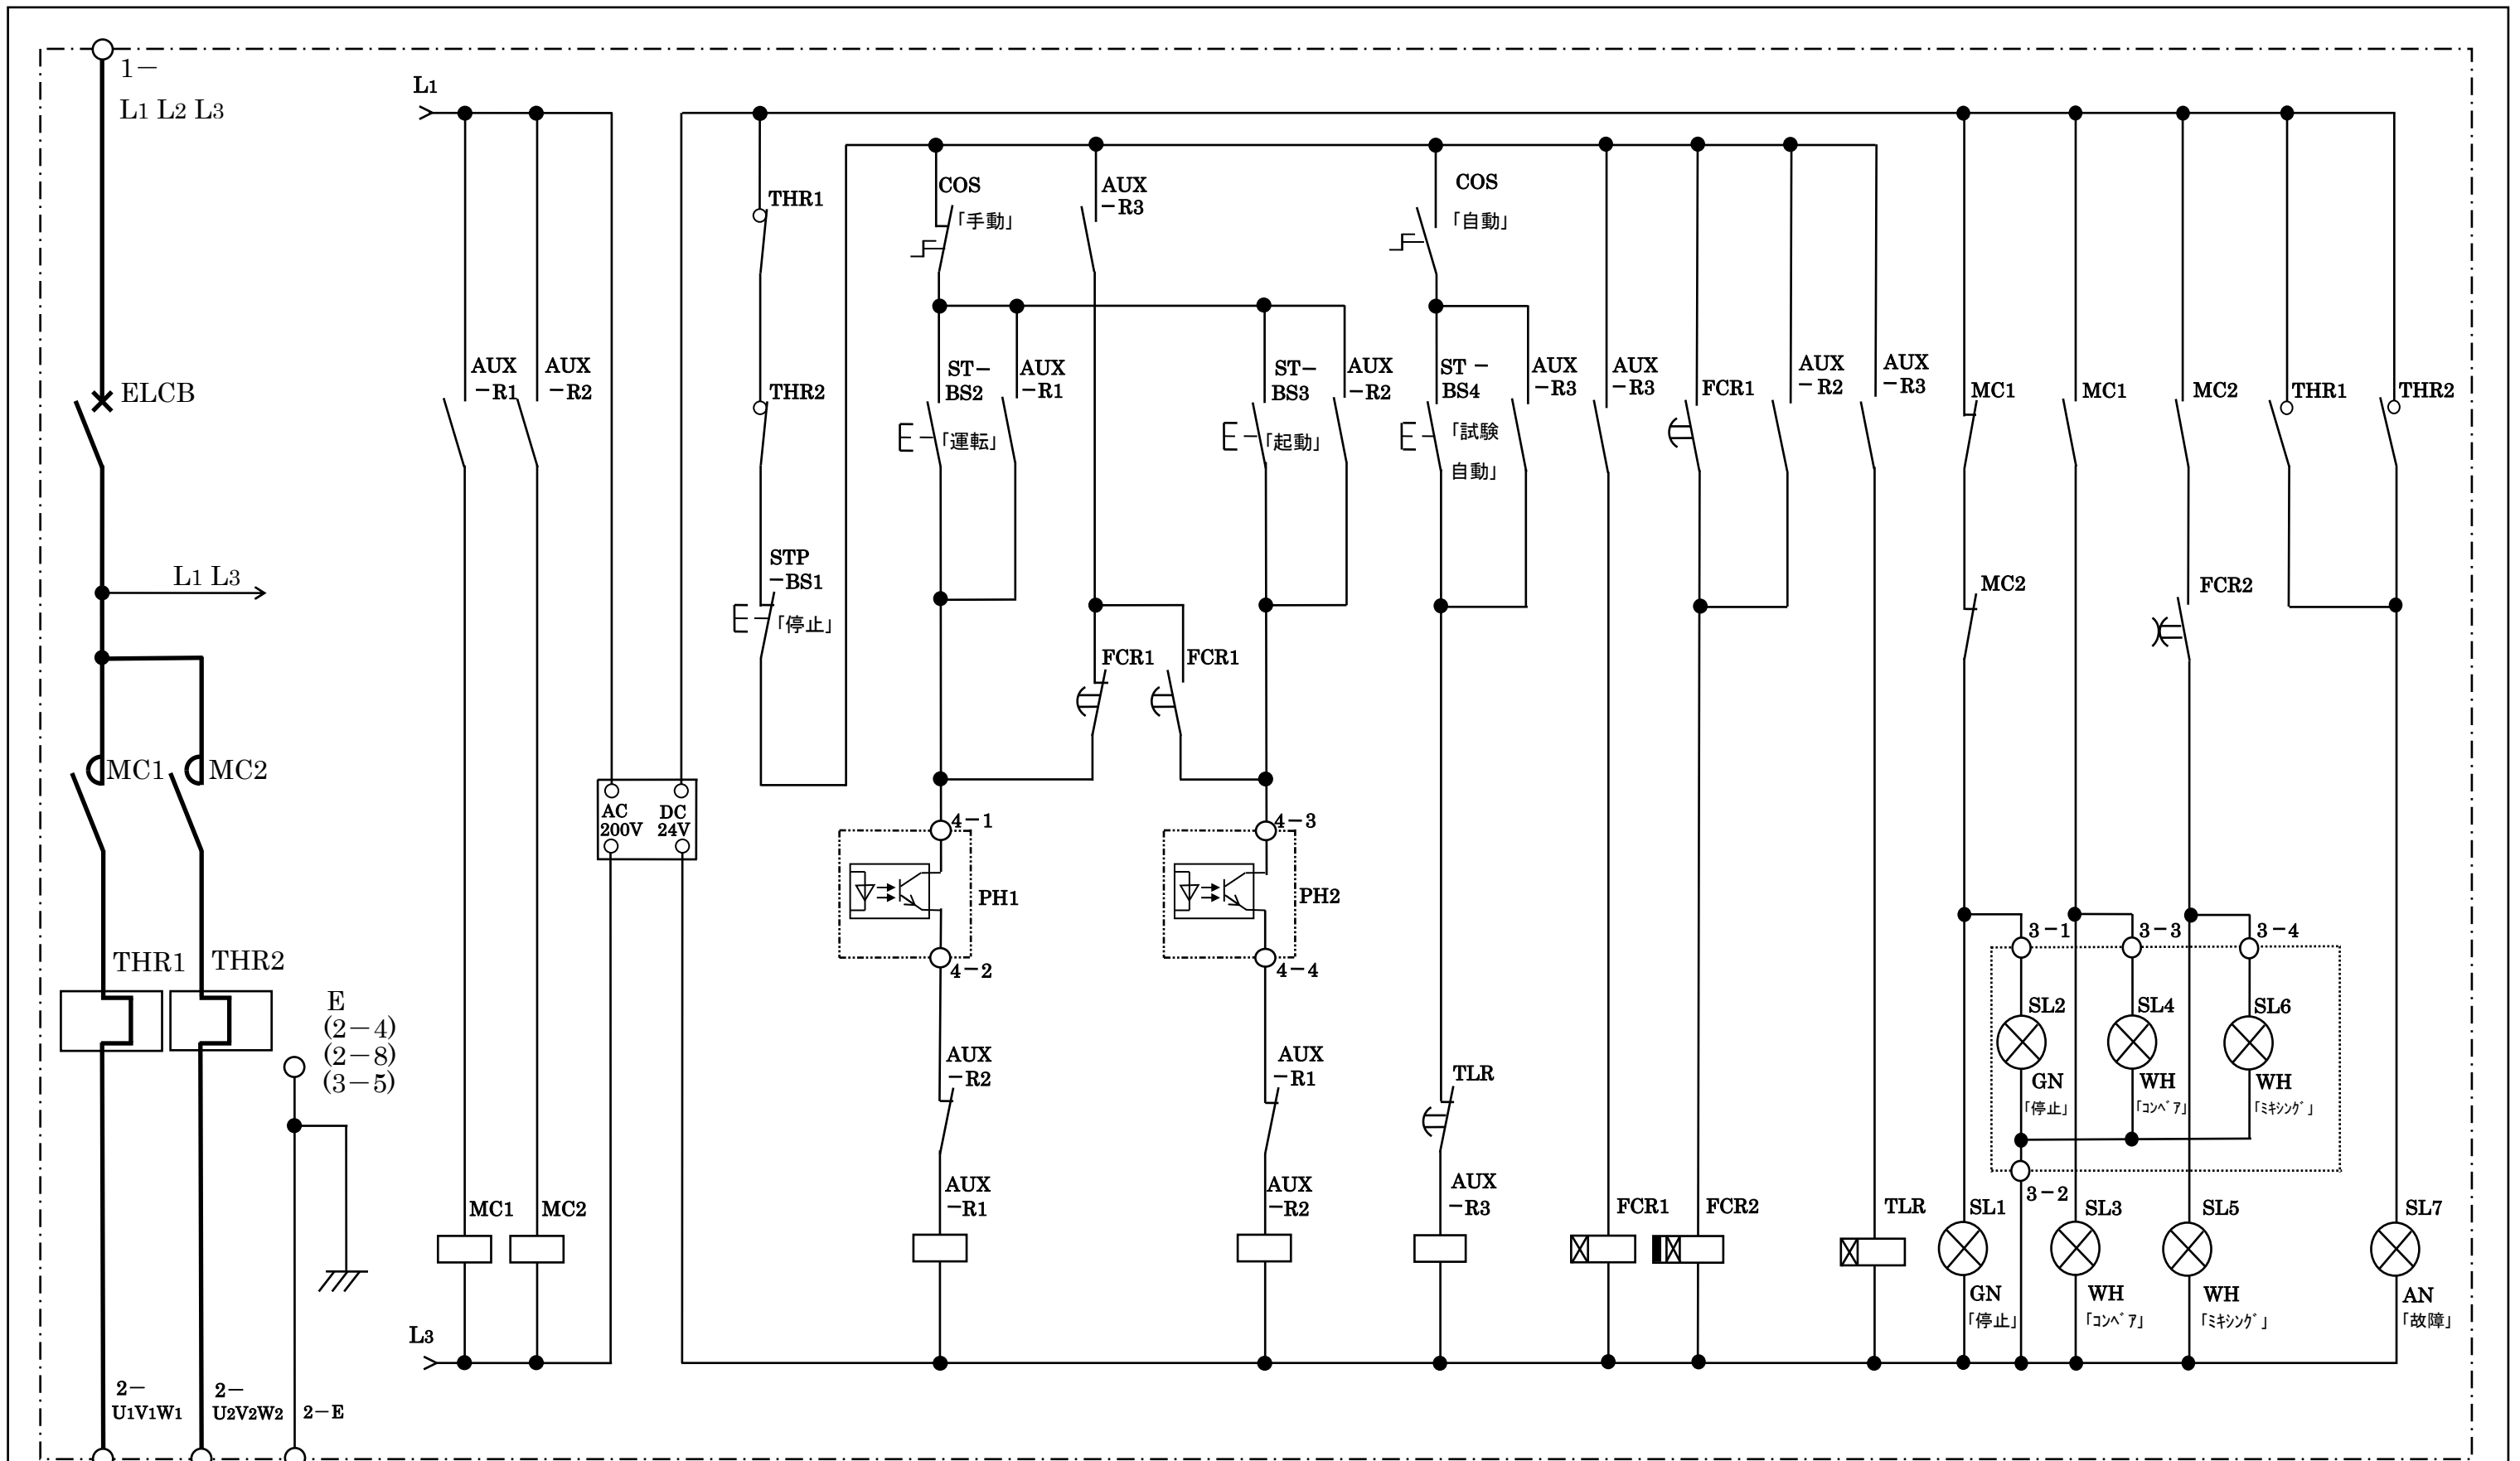 1－
L1 L2 L3
L1
THR1
COS
「手動」
AUX
－R3
COS
「自動」
ELCB
AUX
－R1
AUX
－R2
THR2
ST－
BS2
「運転」
AUX
－R1
ST－
BS3
「起動」
AUX
－R2
ST－
BS4
「試験
自動」
AUX
－R3
AUX
－R3
FCR1
AUX
－R2
AUX
－R3
MC1
MC1
MC2
THR1
THR2
L1 L3
STP
－BS1
「停止」
FCR1
FCR1
MC2
FCR2
MC1
MC2
AC
200V
DC
24V
4－1
4－3
PH1
PH2
4－2
4－4
THR1
THR2
E
(2－4)
(2－8)
(3－5)
3－1
3－3
3－4
SL2
SL4
SL6
GN
「停止」
WH
「ｺﾝﾍﾞｱ」
WH
「ﾐｷｼﾝｸﾞ」
3－2
AUX
－R2
AUX
－R1
TLR
MC1
MC2
AUX
－R1
AUX
－R2
AUX
－R3
FCR1
FCR2
TLR
SL1
SL3
SL5
SL7
GN
「停止」
WH
「ｺﾝﾍﾞｱ」
WH
「ﾐｷｼﾝｸﾞ」
AN
「故障」
L3
2－
U1V1W1
2－
U2V2W2
2－E